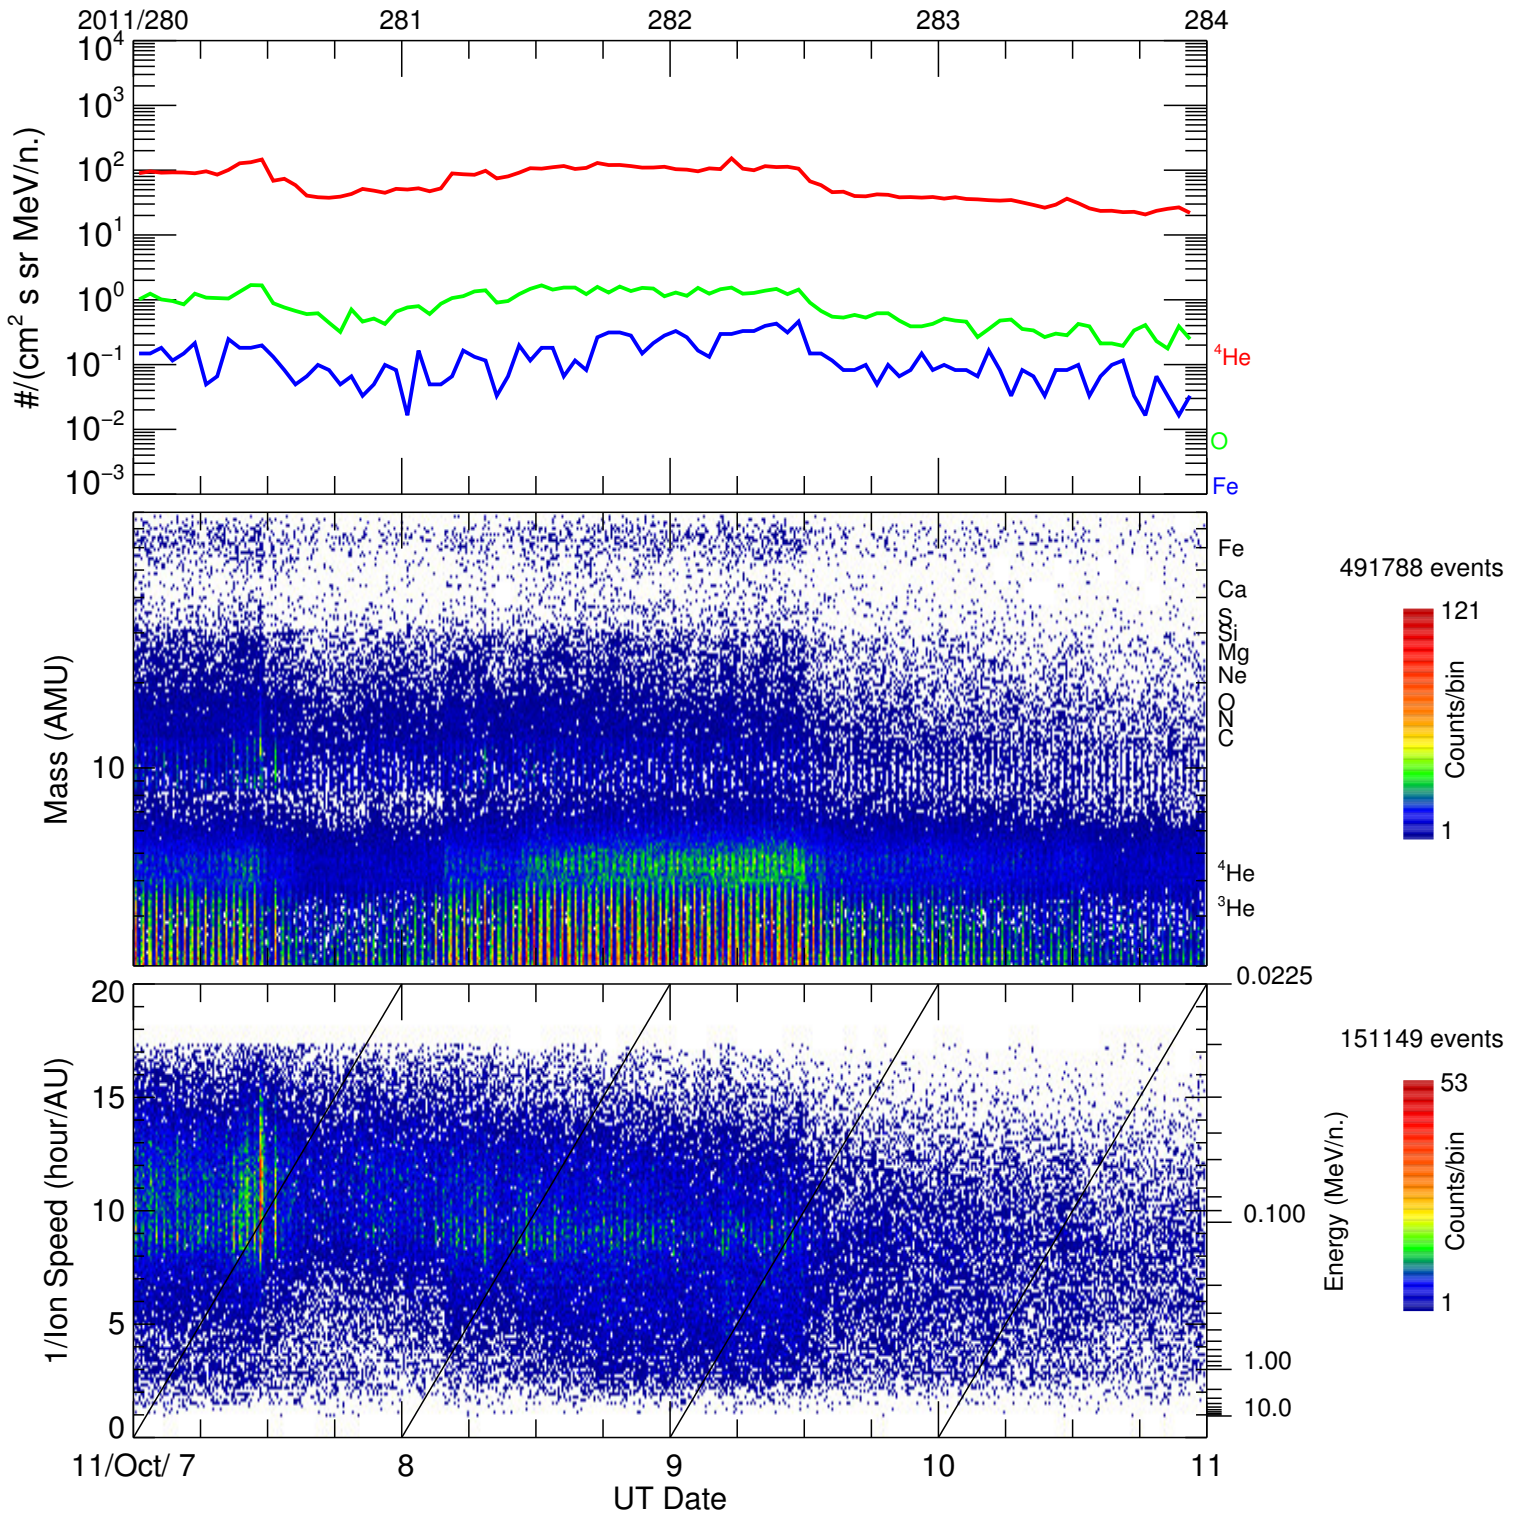 2011/280 281 282 283 284
10^4
10^3
10^2
10^1
10^0
10^−1
10^−2
10^−3
#/(cm^2 s sr MeV/n.)
^4He
O
Fe
Mass (AMU)
10
Fe
Ca
S
Si
Mg
Ne
O
N
C
^4He
^3He
491788 events
121
Counts/bin
1
1/Ion Speed (hour/AU)
20
15
10
5
0
0.0225
0.100
1.00
10.0
Energy (MeV/n.)
151149 events
53
Counts/bin
1
11/Oct/ 7 8 9 10 11
UT Date